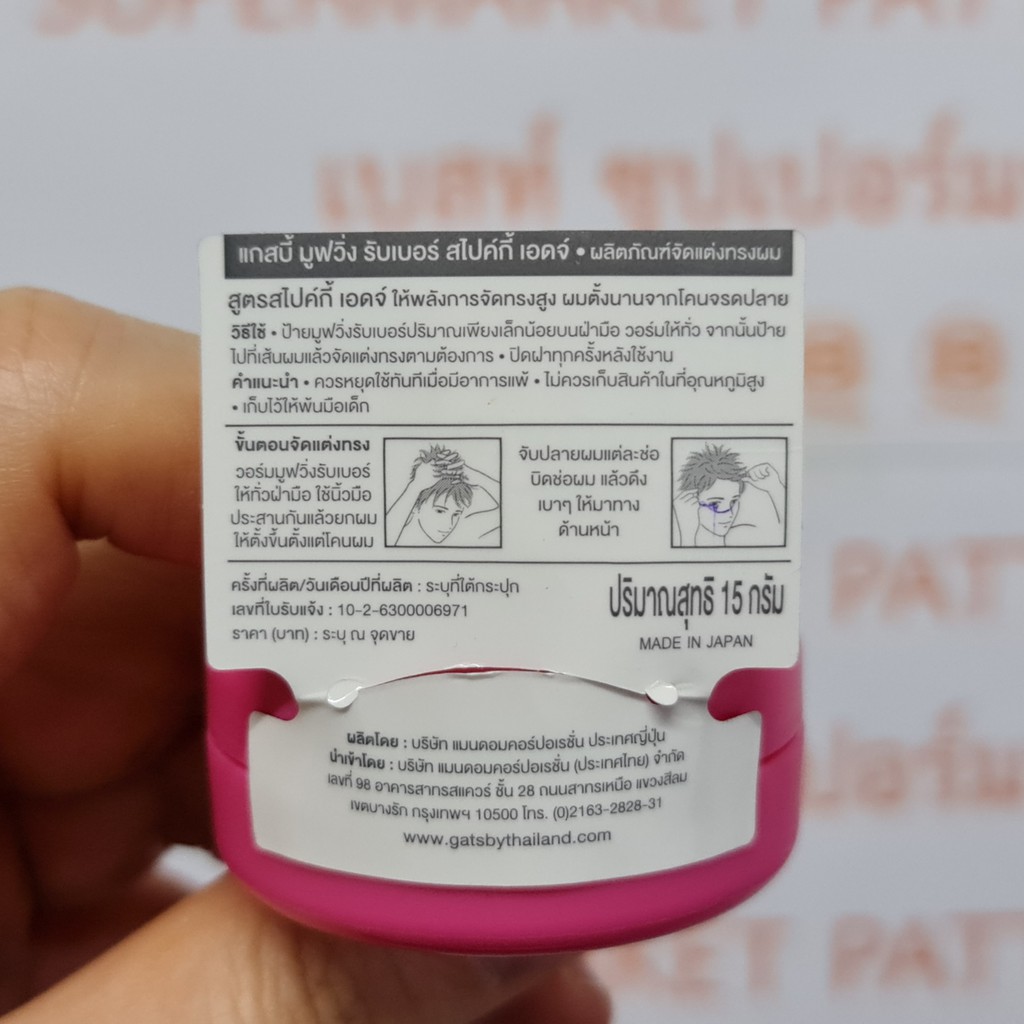 SUPERMARKET PAT
เบสท์ ซุปเปอร์ม
แกสบี้ มูฟวิ่ง รับเบอร์ สไปค์กี้ เอดจ์ • ผลิตภัณฑ์จัดแต่งทรงผม
สูตรสไปค์กี้ เอดจ์ ให้พลังการจัดทรงสูง ผมตั้งนานจากโคนจรดปลาย
วิธีใช้ • ป้ายมูฟวิ่งรับเบอร์ปริมาณเพียงเล็กน้อยบนฝ่ามือ วอร์มให้ทั่ว จากนั้นป้าย
ไปที่เส้นผมแล้วจัดแต่งทรงตามต้องการ • ปิดฝาทุกครั้งหลังใช้งาน
คำแนะนำ • ควรหยุดใช้ทันทีเมื่อมีอาการแพ้ • ไม่ควรเก็บสินค้าในที่อุณหภูมิสูง
• เก็บไว้ให้พ้นมือเด็ก
ขั้นตอนจัดแต่งทรง
วอร์มมูฟวิ่งรับเบอร์
ให้ทั่วฝ่ามือ ใช้นิ้วมือ
ประสานกันแล้วยกผม
ให้ตั้งขึ้นตั้งแต่โคนผม
จับปลายผมแต่ละช่อ
บิดช่อผม แล้วดึง
เบาๆ ให้มาทาง
ด้านหน้า
ครั้งที่ผลิต/วันเดือนปีที่ผลิต : ระบุที่ใต้กระปุก
เลขที่ใบรับแจ้ง : 10-2-6300006971
ราคา (บาท) : ระบุ ณ จุดขาย
ปริมาณสุทธิ 15 กรัม
MADE IN JAPAN
ผลิตโดย : บริษัท แมนดอมคอร์ปอเรชั่น ประเทศญี่ปุ่น
นำเข้าโดย : บริษัท แมนดอมคอร์ปอเรชั่น (ประเทศไทย) จำกัด
เลขที่ 98 อาคารสาทรสแควร์ ชั้น 28 ถนนสาทรเหนือ แขวงสีลม
เขตบางรัก กรุงเทพฯ 10500 โทร. (0)2163-2828-31
www.gatsbythailand.com
B B
PAT
ปอร์ม
KET PAT